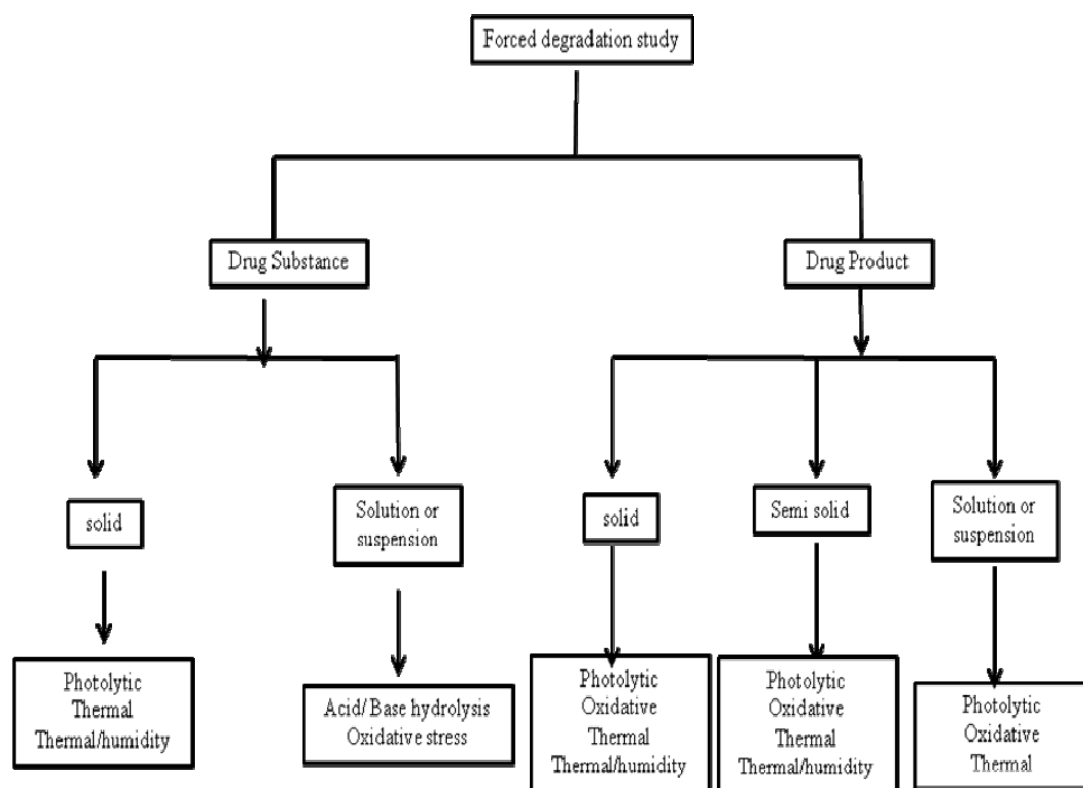 Forced degradation study
Drug Substance
Drug Product
solid
Solution or
suspension
solid
Semi solid
Solution or
suspension
Photolytic
Thermal
Thermal/humidity
Acid/ Base hydrolysis
Oxidative stress
Photolytic
Oxidative
Thermal
Thermal/humidity
Photolytic
Oxidative
Thermal
Thermal/humidity
Photolytic
Oxidative
Thermal